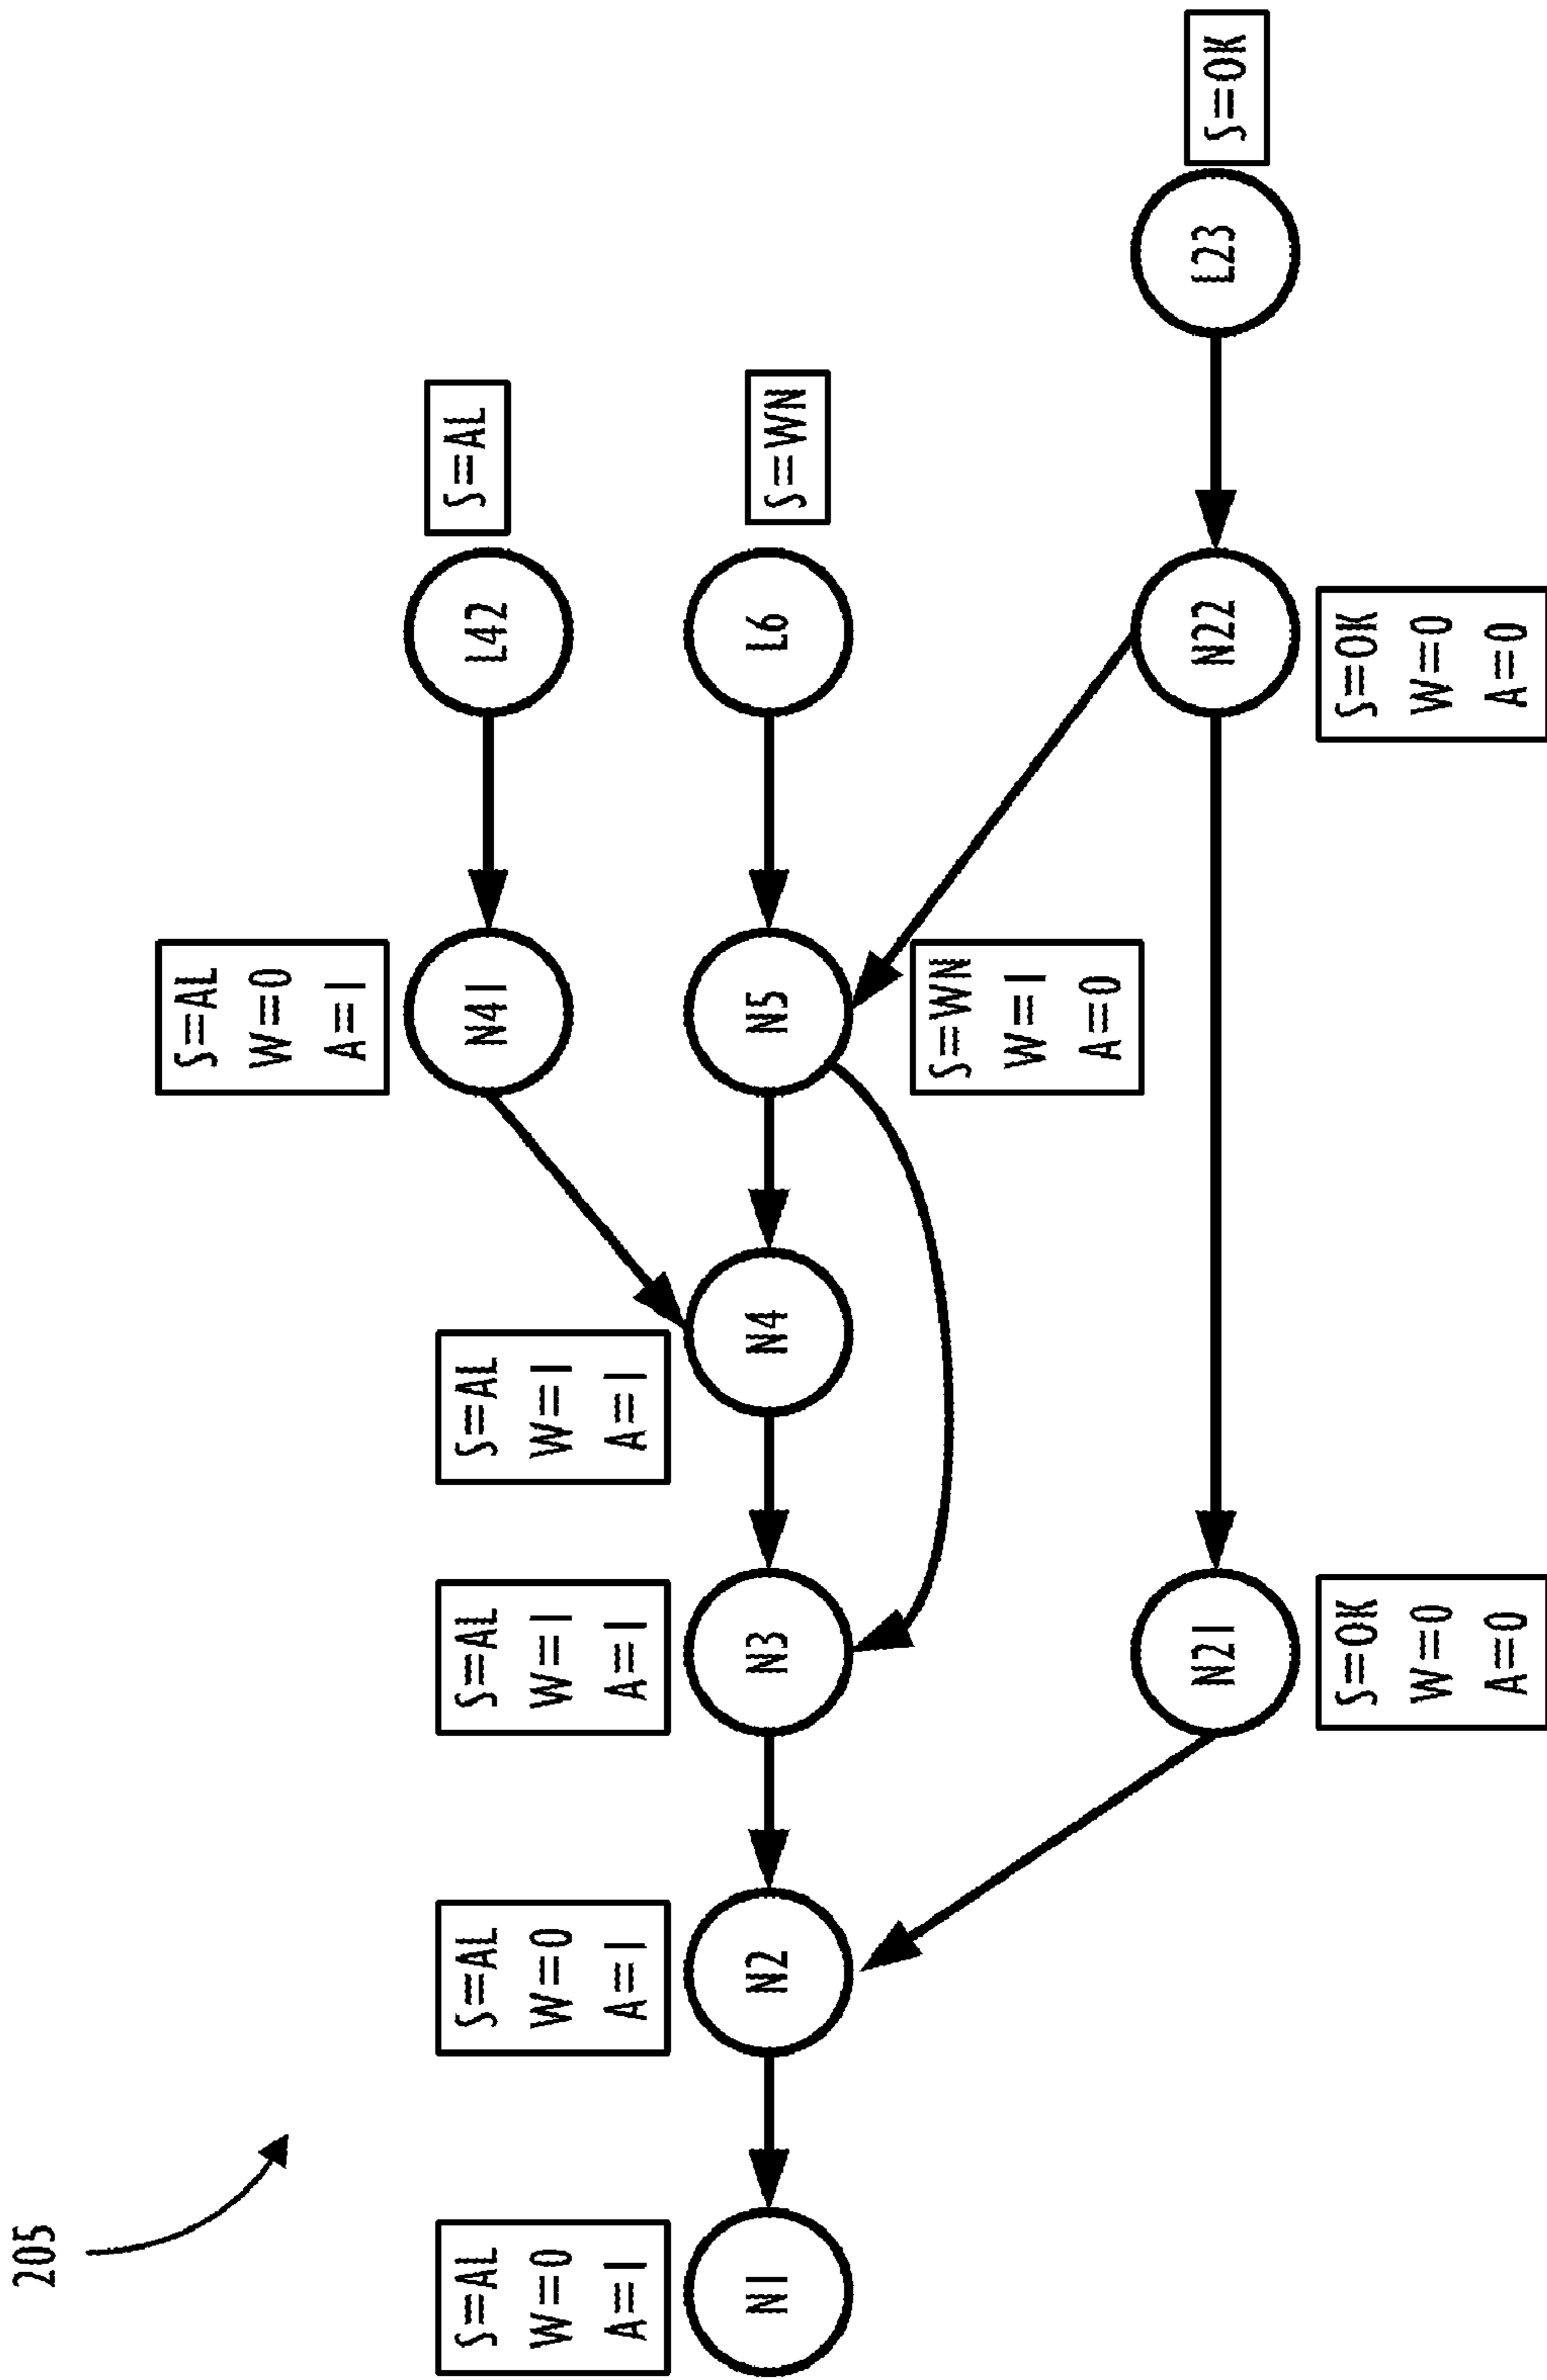 205
S=AL
W=0
A=1
N41
S=AL
L42
S=AL
W=0
A=1
S=AL
W=0
A=1
S=AL
W=1
A=1
S=AL
W=1
A=1
N1
N2
N3
N4
N5
L6
S=WN
S=WN
W=1
A=0
N21
N22
L23
S=OK
S=OK
W=0
A=0
S=OK
W=0
A=0